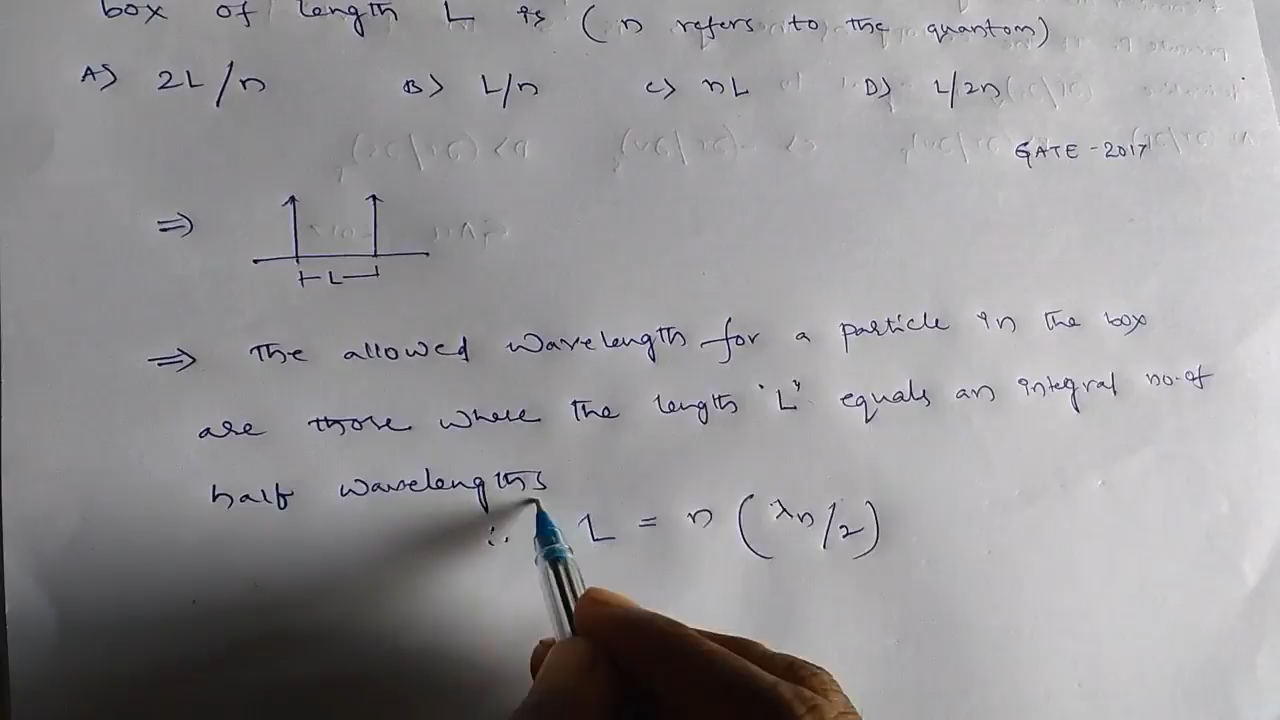 box of length L is (n refers to the quantom)
A) 2L/n B) L/n C) nL D) L/2n
GATE-2017
⇒
L
⇒ The allowed wavelength for a particle in the box
are those where the length "L" equals an integral no. of
half wavelengths
∴ L = n (λn/2)